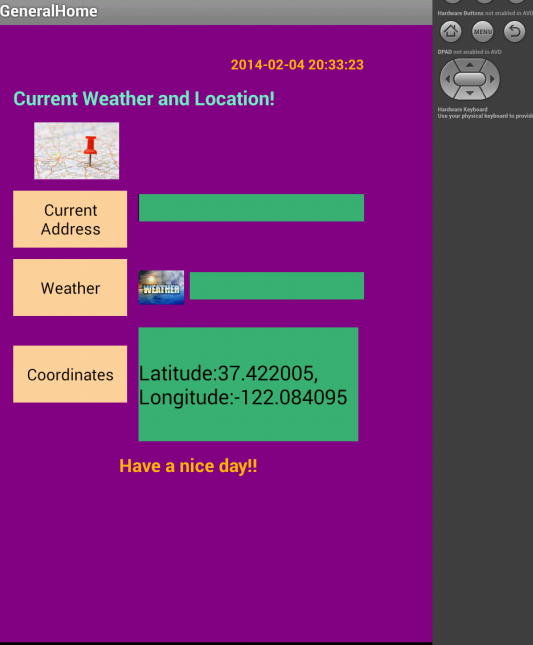 GeneralHome
2014-02-04 20:33:23
Current Weather and Location!
Current
Address
Weather
WEATHER
Coordinates
Latitude:37.422005,
Longitude:-122.084095
Have a nice day!!
Hardware Buttons not enabled in AVD
MENU
DPAD not enabled in AVD
Hardware Keyboard
Use your physical keyboard to provide